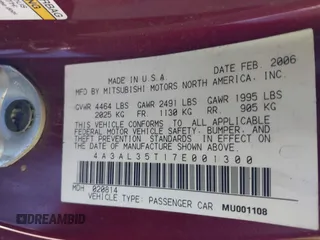 AIRBAG
MADE IN U.S.A DATE FEB. 2006
BY MITSUBISHI MOTORS NORTH AMERICA, INC.
GVWR 4464 LBS GAWR 2491 LBS GAWR 1995 LBS
2025 KG FR: 1130 KG RR: 905 KG
THIS VEHICLE CONFORMS TO ALL APPLICABLE
FEDERAL MOTOR VEHICLE SAFETY, BUMPER, AND
THEFT PREVENTION STANDARDS IN EFFECT ON
THE DATE OF MANUFACTURE SHOWN ABOVE.
4A3AL35T17E001300
MDH 020614
VEHICLE TYPE: PASSENGER CAR MU001108
DREAMBID